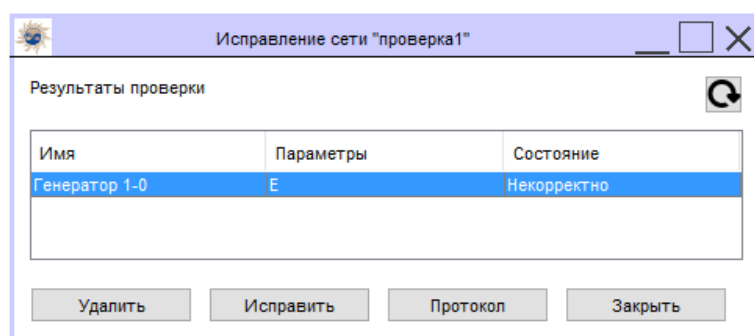 Исправление сети "проверка1"
Результаты проверки
Имя Параметры Состояние
Генератор 1-0 E Некорректно
Удалить Исправить Протокол Закрыть